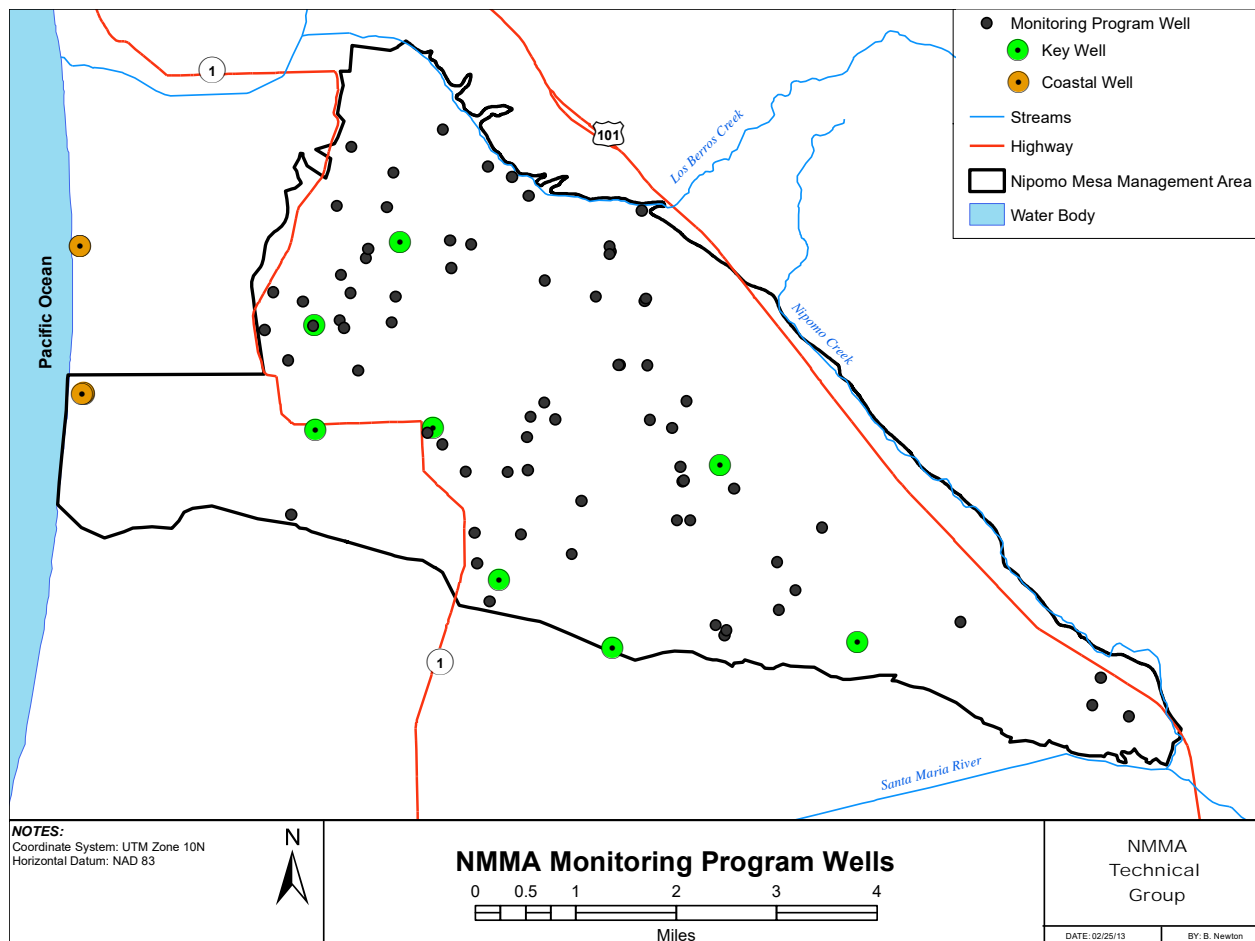 Monitoring Program Well
Key Well
Coastal Well
Streams
Highway
Nipomo Mesa Management Area
Water Body
1
101
Los Berros Creek
Pacific Ocean
Nipomo Creek
1
Santa Maria River
NOTES:
Coordinate System: UTM Zone 10N
Horizontal Datum: NAD 83
N
NMMA Monitoring Program Wells
0 0.5 1 2 3 4
Miles
NMMA
Technical
Group
DATE: 02/25/13 BY: B. Newton